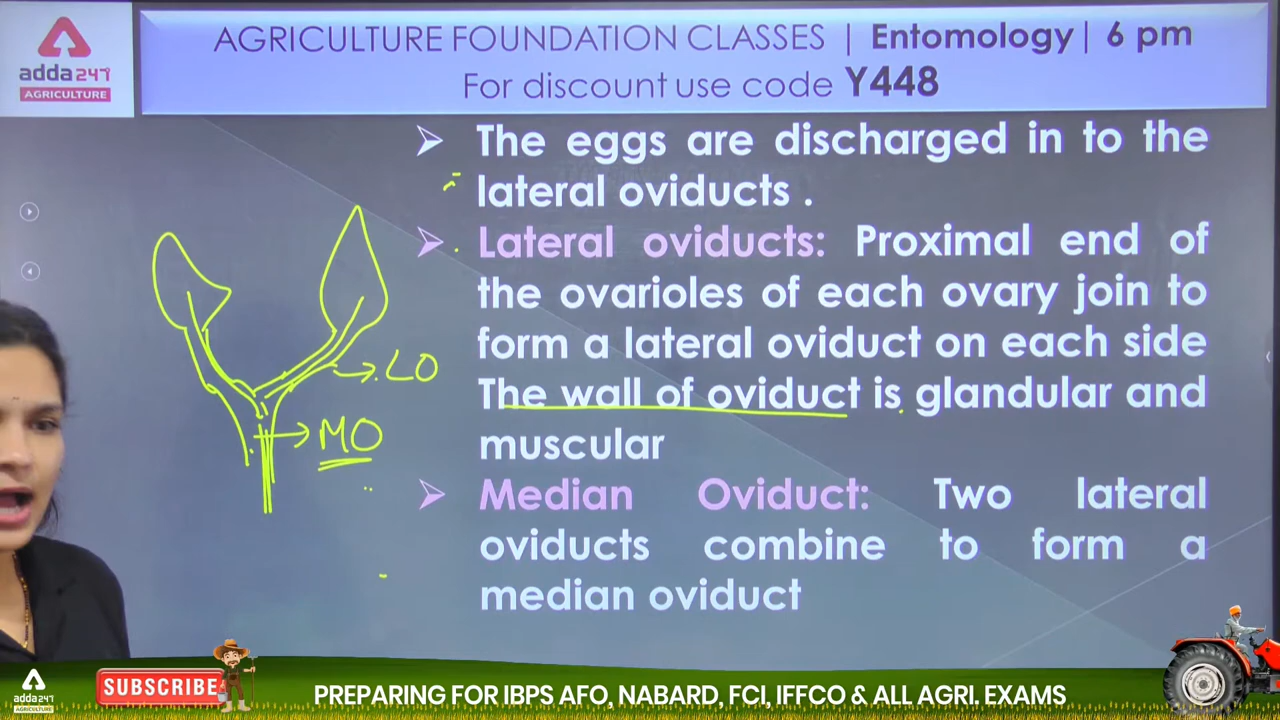 AGRICULTURE FOUNDATION CLASSES | Entomology| 6 pm
For discount use code Y448
adda247
AGRICULTURE
The eggs are discharged in to the
lateral oviducts .
Lateral oviducts: Proximal end of
the ovarioles of each ovary join to
form a lateral oviduct on each side
The wall of oviduct is glandular and
muscular
Median Oviduct: Two lateral
oviducts combine to form a
median oviduct
LO
MO
adda247
AGRICULTURE
SUBSCRIBE
PREPARING FOR IBPS AFO, NABARD, FCI, IFFCO & ALL AGRI. EXAMS